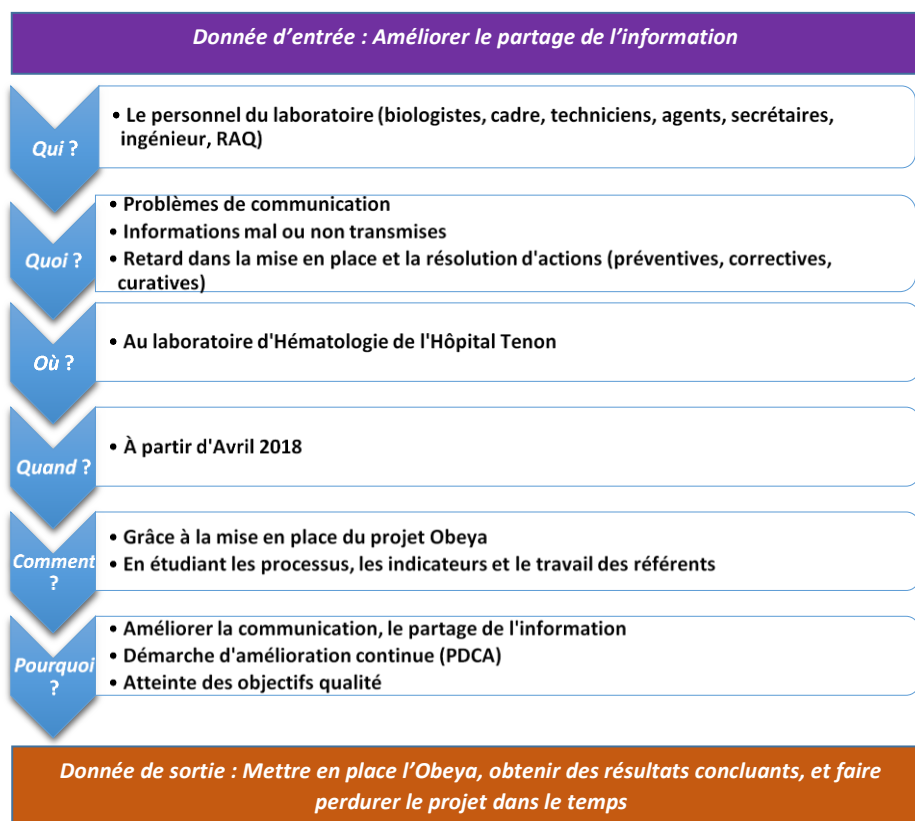 Donnée d’entrée : Améliorer le partage de l’information
Qui ?
• Le personnel du laboratoire (biologistes, cadre, techniciens, agents, secrétaires,
ingénieur, RAQ)
Quoi ?
• Problèmes de communication
• Informations mal ou non transmises
• Retard dans la mise en place et la résolution d'actions (préventives, correctives,
curatives)
Où ?
• Au laboratoire d'Hématologie de l'Hôpital Tenon
Quand ?
• À partir d'Avril 2018
Comment
?
• Grâce à la mise en place du projet Obeya
• En étudiant les processus, les indicateurs et le travail des référents
Pourquoi
?
• Améliorer la communication, le partage de l'information
• Démarche d'amélioration continue (PDCA)
• Atteinte des objectifs qualité
Donnée de sortie : Mettre en place l’Obeya, obtenir des résultats concluants, et faire
perdurer le projet dans le temps